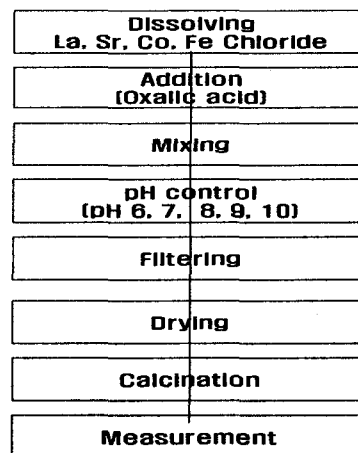 Dissolving
La. Sr. Co. Fe Chloride
Addition
(Oxalic acid)
Mixing
pH control
(pH 6. 7. 8. 9. 10)
Filtering
Drying
Calcination
Measurement